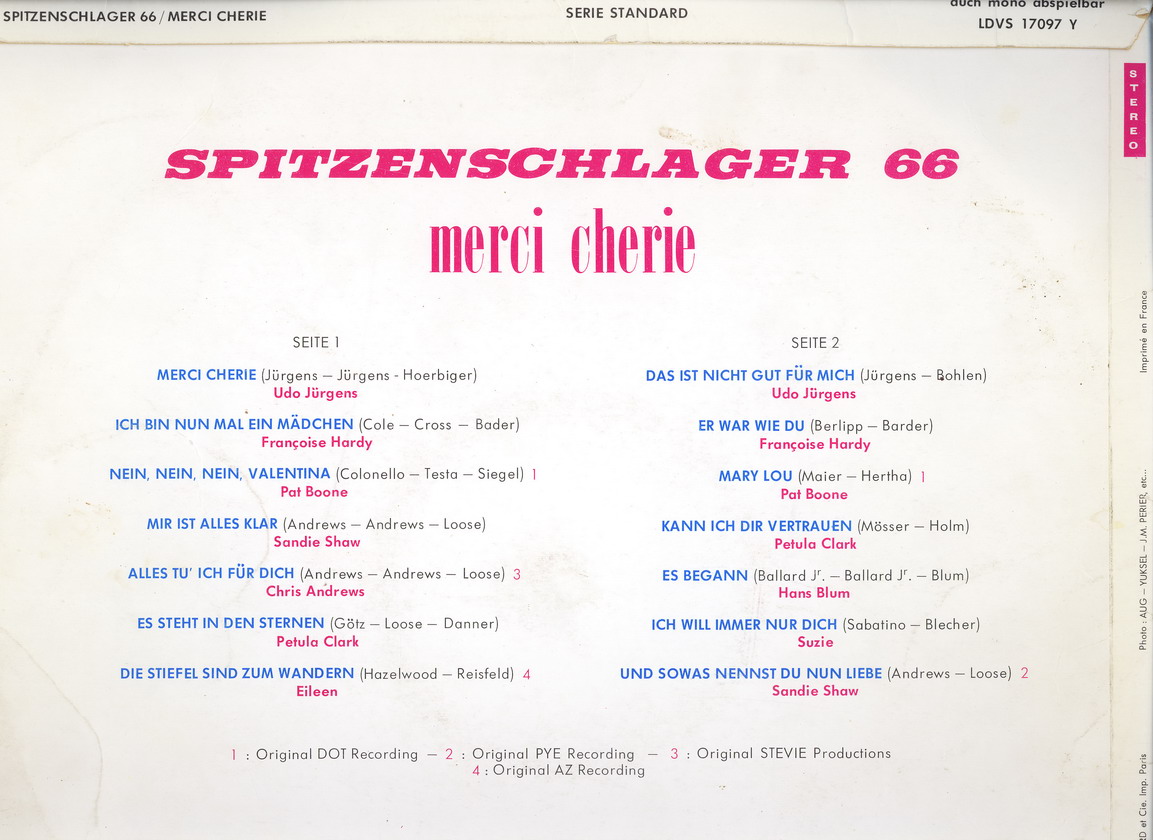 SPITZENSCHLAGER 66 / MERCI CHERIE
SERIE STANDARD
auch mono abspielbar
LDVS 17097 Y
STEREO
SPITZENSCHLAGER 66
merci cherie
SEITE 1
MERCI CHERIE (Jürgens – Jürgens - Hoerbiger)
Udo Jürgens
ICH BIN NUN MAL EIN MÄDCHEN (Cole – Cross – Bader)
Françoise Hardy
NEIN, NEIN, NEIN, VALENTINA (Colonello – Testa – Siegel) 1
Pat Boone
MIR IST ALLES KLAR (Andrews – Andrews – Loose)
Sandie Shaw
ALLES TU' ICH FÜR DICH (Andrews – Andrews – Loose) 3
Chris Andrews
ES STEHT IN DEN STERNEN (Götz – Loose – Danner)
Petula Clark
DIE STIEFEL SIND ZUM WANDERN (Hazelwood – Reisfeld) 4
Eileen
SEITE 2
DAS IST NICHT GUT FÜR MICH (Jürgens – Bohlen)
Udo Jürgens
ER WAR WIE DU (Berlipp – Barder)
Françoise Hardy
MARY LOU (Maier – Hertha) 1
Pat Boone
KANN ICH DIR VERTRAUEN (Mösser – Holm)
Petula Clark
ES BEGANN (Ballard Jr. – Ballard Jr. – Blum)
Hans Blum
ICH WILL IMMER NUR DICH (Sabatino – Blecher)
Suzie
UND SOWAS NENNST DU NUN LIEBE (Andrews – Loose) 2
Sandie Shaw
1 : Original DOT Recording – 2 : Original PYE Recording – 3 : Original STEVIE Productions
4 : Original AZ Recording
Imprimé en France
Photo : AUG – YUKSEL – J.M. PERIER, etc...
et Cie. Imp. Paris